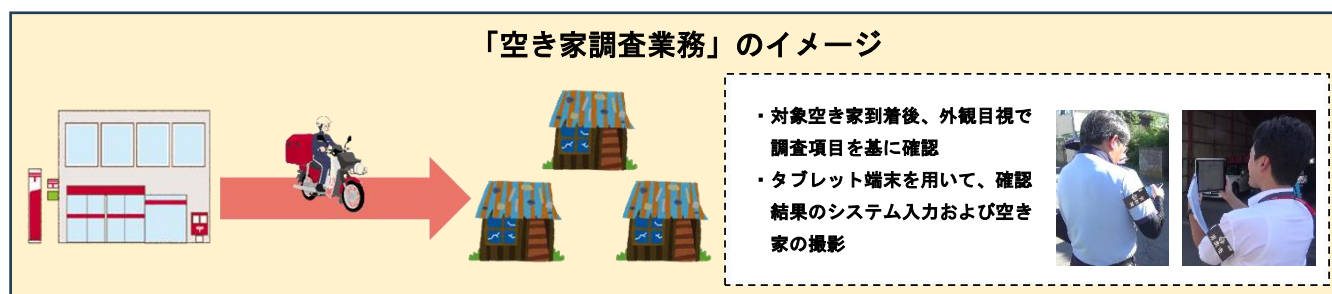 「空き家調査業務」のイメージ
・対象空き家到着後、外観目視で
調査項目を基に確認
・タブレット端末を用いて、確認
結果のシステム入力および空き
家の撮影